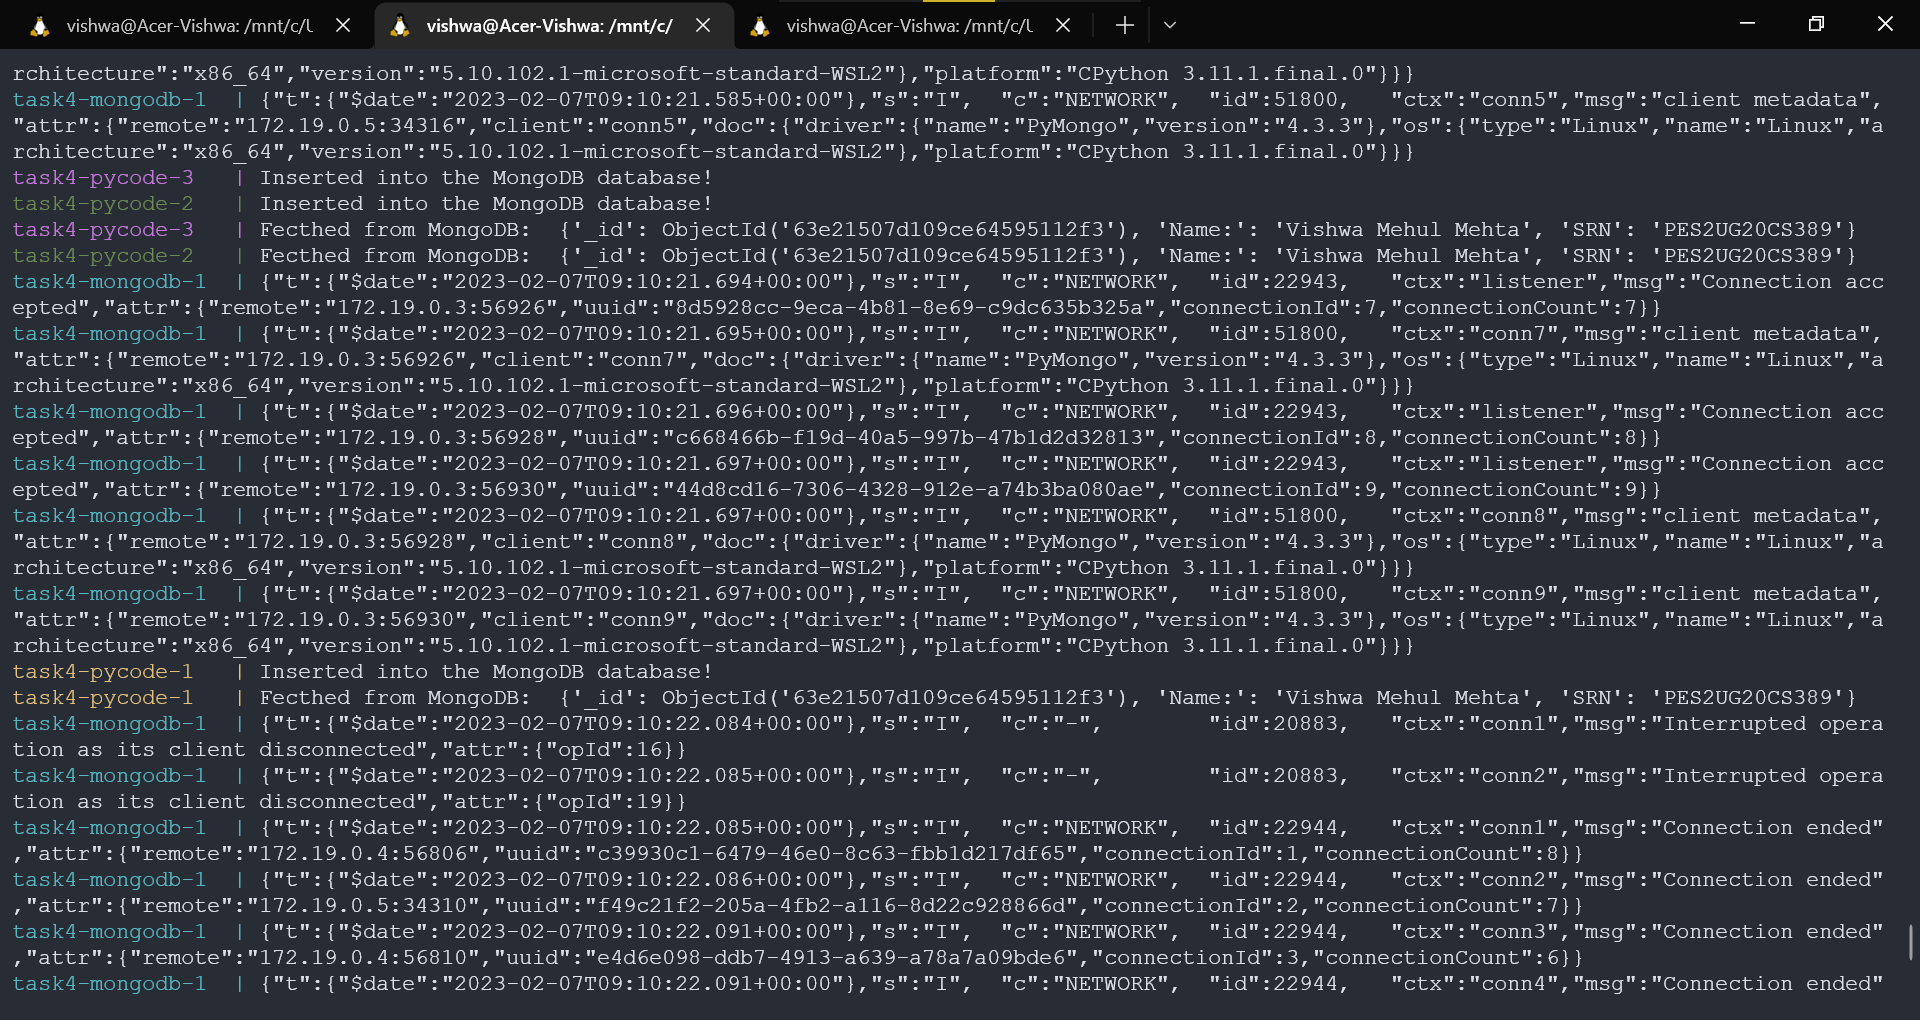 vishwa@Acer-Vishwa: /mnt/c/l
vishwa@Acer-Vishwa: /mnt/c/
vishwa@Acer-Vishwa: /mnt/c/l
rchitecture":"x86_64","version":"5.10.102.1-microsoft-standard-WSL2"},"platform":"CPython 3.11.1.final.0"}}}
task4-mongodb-1  | {"t":{"$date":"2023-02-07T09:10:21.585+00:00"},"s":"I",  "c":"NETWORK",  "id":51800,   "ctx":"conn5","msg":"client metadata",
"attr":{"remote":"172.19.0.5:34316","client":"conn5","doc":{"driver":{"name":"PyMongo","version":"4.3.3"},"os":{"type":"Linux","name":"Linux","a
rchitecture":"x86_64","version":"5.10.102.1-microsoft-standard-WSL2"},"platform":"CPython 3.11.1.final.0"}}}
task4-pycode-3   | Inserted into the MongoDB database!
task4-pycode-2   | Inserted into the MongoDB database!
task4-pycode-3   | Fecthed from MongoDB:  {'_id': ObjectId('63e21507d109ce64595112f3'), 'Name:': 'Vishwa Mehul Mehta', 'SRN': 'PES2UG20CS389'}
task4-pycode-2   | Fecthed from MongoDB:  {'_id': ObjectId('63e21507d109ce64595112f3'), 'Name:': 'Vishwa Mehul Mehta', 'SRN': 'PES2UG20CS389'}
task4-mongodb-1  | {"t":{"$date":"2023-02-07T09:10:21.694+00:00"},"s":"I",  "c":"NETWORK",  "id":22943,   "ctx":"listener","msg":"Connection acc
epted","attr":{"remote":"172.19.0.3:56926","uuid":"8d5928cc-9eca-4b81-8e69-c9dc635b325a","connectionId":7,"connectionCount":7}}
task4-mongodb-1  | {"t":{"$date":"2023-02-07T09:10:21.695+00:00"},"s":"I",  "c":"NETWORK",  "id":51800,   "ctx":"conn7","msg":"client metadata",
"attr":{"remote":"172.19.0.3:56926","client":"conn7","doc":{"driver":{"name":"PyMongo","version":"4.3.3"},"os":{"type":"Linux","name":"Linux","a
rchitecture":"x86_64","version":"5.10.102.1-microsoft-standard-WSL2"},"platform":"CPython 3.11.1.final.0"}}}
task4-mongodb-1  | {"t":{"$date":"2023-02-07T09:10:21.696+00:00"},"s":"I",  "c":"NETWORK",  "id":22943,   "ctx":"listener","msg":"Connection acc
epted","attr":{"remote":"172.19.0.3:56928","uuid":"c668466b-f19d-40a5-997b-47b1d2d32813","connectionId":8,"connectionCount":8}}
task4-mongodb-1  | {"t":{"$date":"2023-02-07T09:10:21.697+00:00"},"s":"I",  "c":"NETWORK",  "id":22943,   "ctx":"listener","msg":"Connection acc
epted","attr":{"remote":"172.19.0.3:56930","uuid":"44d8cd16-7306-4328-912e-a74b3ba080ae","connectionId":9,"connectionCount":9}}
task4-mongodb-1  | {"t":{"$date":"2023-02-07T09:10:21.697+00:00"},"s":"I",  "c":"NETWORK",  "id":51800,   "ctx":"conn8","msg":"client metadata",
"attr":{"remote":"172.19.0.3:56928","client":"conn8","doc":{"driver":{"name":"PyMongo","version":"4.3.3"},"os":{"type":"Linux","name":"Linux","a
rchitecture":"x86_64","version":"5.10.102.1-microsoft-standard-WSL2"},"platform":"CPython 3.11.1.final.0"}}}
task4-mongodb-1  | {"t":{"$date":"2023-02-07T09:10:21.697+00:00"},"s":"I",  "c":"NETWORK",  "id":51800,   "ctx":"conn9","msg":"client metadata",
"attr":{"remote":"172.19.0.3:56930","client":"conn9","doc":{"driver":{"name":"PyMongo","version":"4.3.3"},"os":{"type":"Linux","name":"Linux","a
rchitecture":"x86_64","version":"5.10.102.1-microsoft-standard-WSL2"},"platform":"CPython 3.11.1.final.0"}}}
task4-pycode-1   | Inserted into the MongoDB database!
task4-pycode-1   | Fecthed from MongoDB:  {'_id': ObjectId('63e21507d109ce64595112f3'), 'Name:': 'Vishwa Mehul Mehta', 'SRN': 'PES2UG20CS389'}
task4-mongodb-1  | {"t":{"$date":"2023-02-07T09:10:22.084+00:00"},"s":"I",  "c":"-",        "id":20883,   "ctx":"conn1","msg":"Interrupted opera
tion as its client disconnected","attr":{"opId":16}}
task4-mongodb-1  | {"t":{"$date":"2023-02-07T09:10:22.085+00:00"},"s":"I",  "c":"-",        "id":20883,   "ctx":"conn2","msg":"Interrupted opera
tion as its client disconnected","attr":{"opId":19}}
task4-mongodb-1  | {"t":{"$date":"2023-02-07T09:10:22.085+00:00"},"s":"I",  "c":"NETWORK",  "id":22944,   "ctx":"conn1","msg":"Connection ended"
,"attr":{"remote":"172.19.0.4:56806","uuid":"c39930c1-6479-46e0-8c63-fbb1d217df65","connectionId":1,"connectionCount":8}}
task4-mongodb-1  | {"t":{"$date":"2023-02-07T09:10:22.086+00:00"},"s":"I",  "c":"NETWORK",  "id":22944,   "ctx":"conn2","msg":"Connection ended"
,"attr":{"remote":"172.19.0.5:34310","uuid":"f49c21f2-205a-4fb2-a116-8d22c928866d","connectionId":2,"connectionCount":7}}
task4-mongodb-1  | {"t":{"$date":"2023-02-07T09:10:22.091+00:00"},"s":"I",  "c":"NETWORK",  "id":22944,   "ctx":"conn3","msg":"Connection ended"
,"attr":{"remote":"172.19.0.4:56810","uuid":"e4d6e098-ddb7-4913-a639-a78a7a09bde6","connectionId":3,"connectionCount":6}}
task4-mongodb-1  | {"t":{"$date":"2023-02-07T09:10:22.091+00:00"},"s":"I",  "c":"NETWORK",  "id":22944,   "ctx":"conn4","msg":"Connection ended"